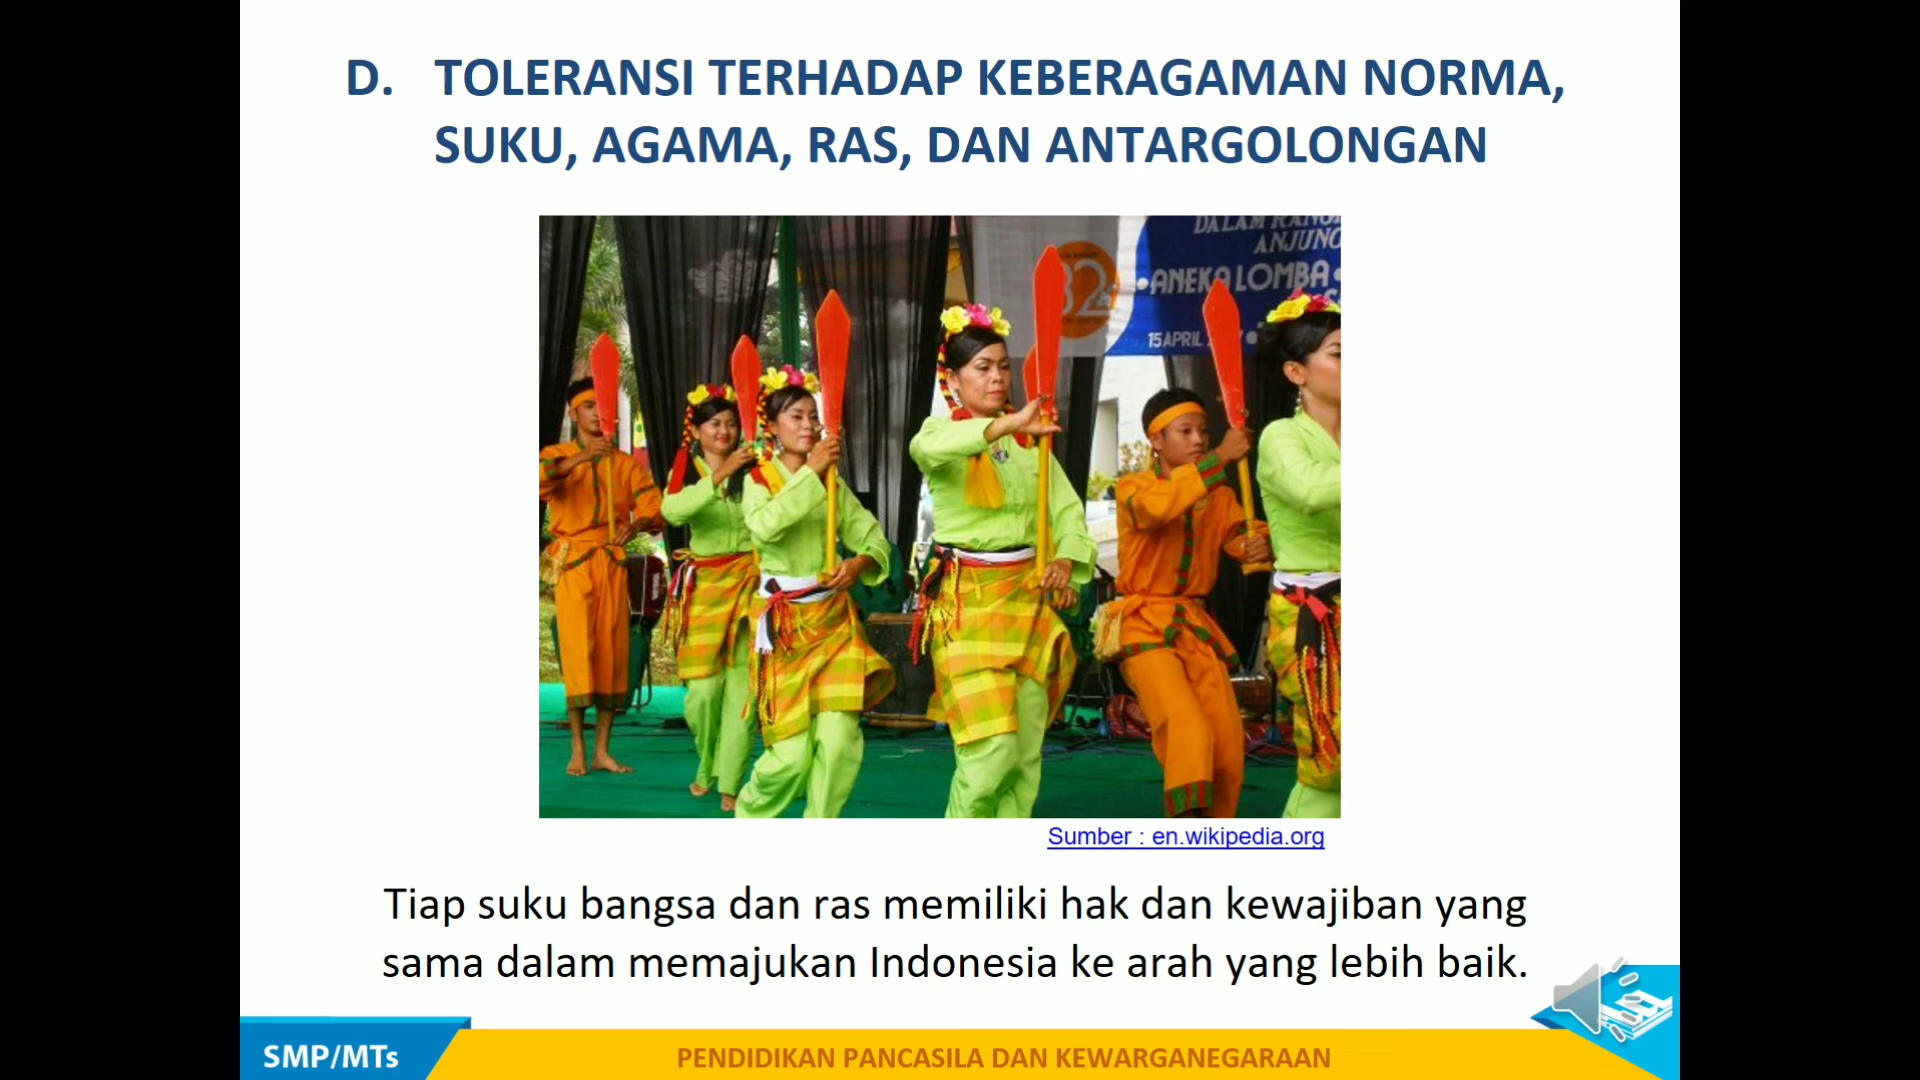 D. TOLERANSI TERHADAP KEBERAGAMAN NORMA,
SUKU, AGAMA, RAS, DAN ANTARGOLONGAN
DALAM
ANJUNG
32
•ANEKA LOMBA•
15 APRIL
Sumber : en.wikipedia.org
Tiap suku bangsa dan ras memiliki hak dan kewajiban yang
sama dalam memajukan Indonesia ke arah yang lebih baik.
SMP/MTs
PENDIDIKAN PANCASILA DAN KEWARGANEGARAAN